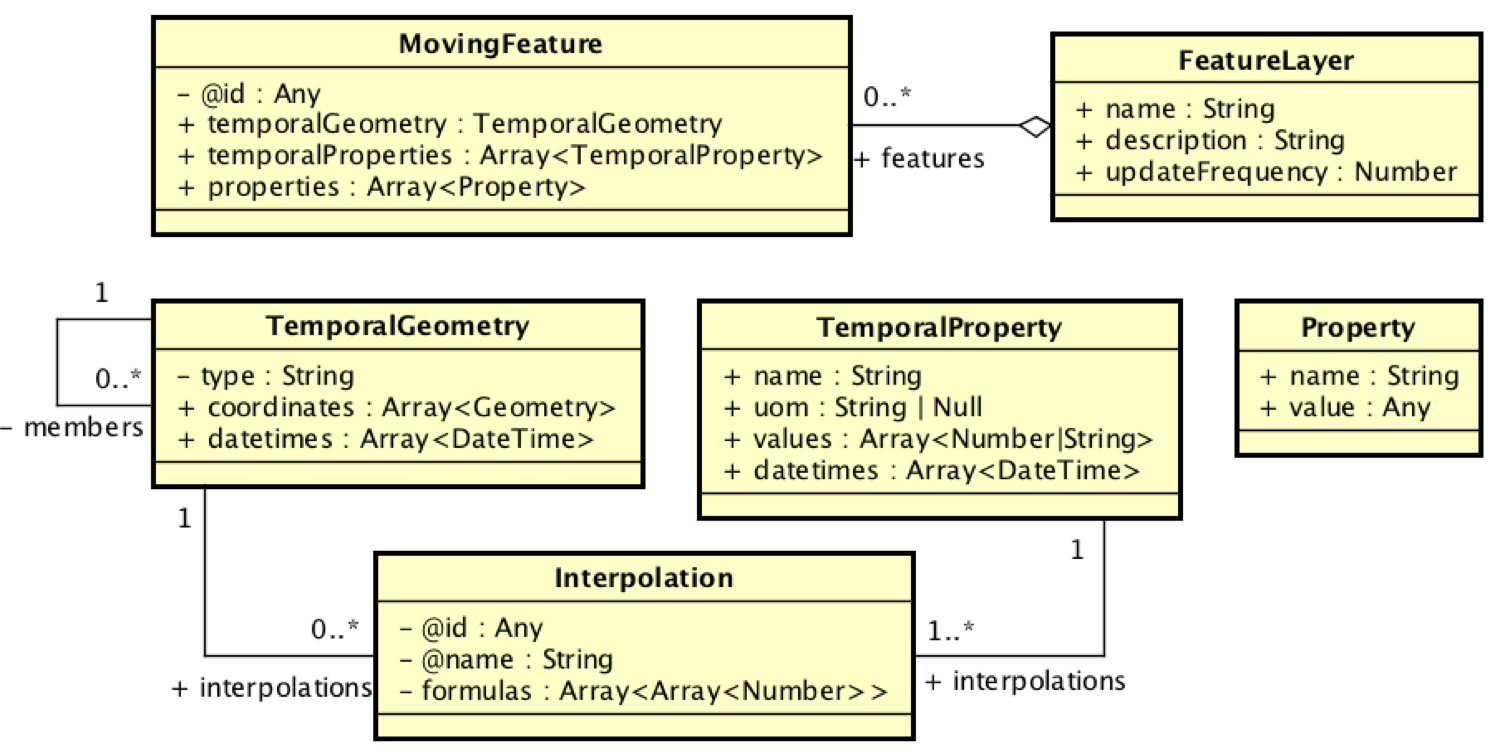 MovingFeature
- @id : Any
+ temporalGeometry : TemporalGeometry
+ temporalProperties : Array<TemporalProperty>
+ properties : Array<Property>
0..*
+ features
FeatureLayer
+ name : String
+ description : String
+ updateFrequency : Number
1
0..*
- members
TemporalGeometry
- type : String
+ coordinates : Array<Geometry>
+ datetimes : Array<DateTime>
TemporalProperty
+ name : String
+ uom : String | Null
+ values : Array<Number|String>
+ datetimes : Array<DateTime>
Property
+ name : String
+ value : Any
1
0..*
+ interpolations
Interpolation
- @id : Any
- @name : String
- formulas : Array<Array<Number> >
1
1..*
+ interpolations